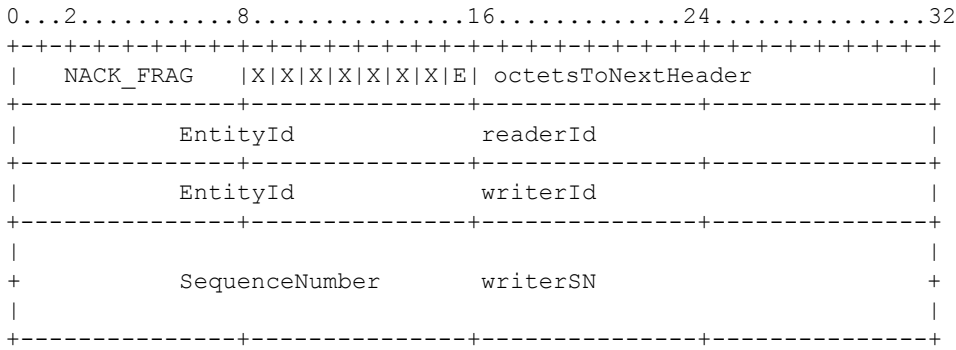 0...2...........8...............16..............24...............32
+-+-+-+-+-+-+-+-+-+-+-+-+-+-+-+-+-+-+-+-+-+-+-+-+-+-+-+-+-+-+-+-+
|   NACK_FRAG   |X|X|X|X|X|X|X|E| octetsToNextHeader            |
+---------------+---------------+---------------+---------------+
|           EntityId             readerId                       |
+---------------+---------------+---------------+---------------+
|           EntityId             writerId                       |
+---------------+---------------+---------------+---------------+
|                                                               |
+           SequenceNumber       writerSN                       +
|                                                               |
+---------------+---------------+---------------+---------------+